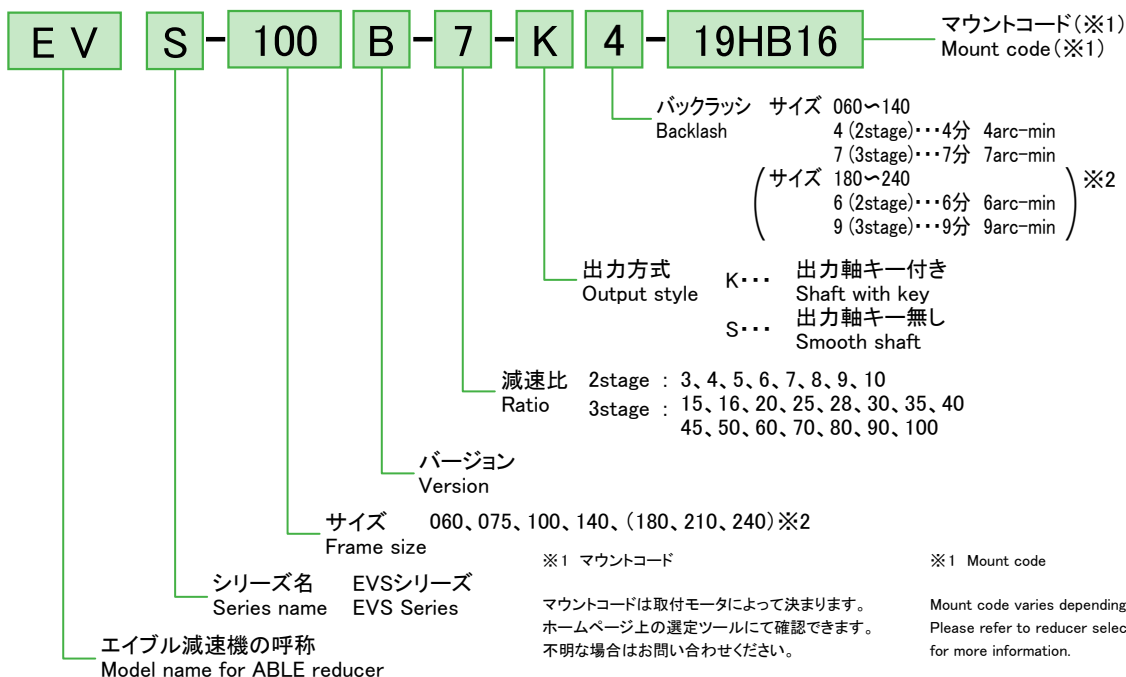 EV S-100 B-7-K 4-19HB16
マウントコード(※1)
Mount code(※1)
バックラッシ サイズ 060〜140
Backlash
4 (2stage)・・・4分 4arc-min
7 (3stage)・・・7分 7arc-min
(サイズ 180〜240
6 (2stage)・・・6分 6arc-min
9 (3stage)・・・9分 9arc-min) ※2
出力方式
Output style
K・・・ 出力軸キー付き
Shaft with key
S・・・ 出力軸キー無し
Smooth shaft
減速比
Ratio
2stage : 3、4、5、6、7、8、9、10
3stage : 15、16、20、25、28、30、35、40
45、50、60、70、80、90、100
バージョン
Version
サイズ 060、075、100、140、(180、210、240)※2
Frame size
シリーズ名 EVSシリーズ
Series name EVS Series
エイブル減速機の呼称
Model name for ABLE reducer
※1 マウントコード
マウントコードは取付モータによって決まります。
ホームページ上の選定ツールにて確認できます。
不明な場合はお問い合わせください。
※1 Mount code
Mount code varies depending
Please refer to reducer selec
for more information.